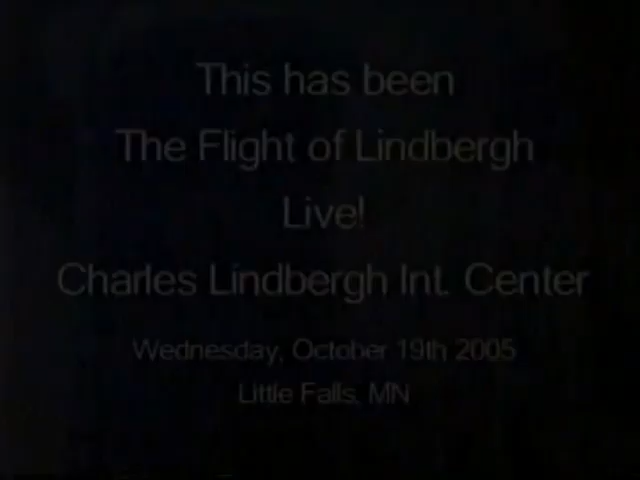 This has been
The Flight of Lindbergh
Live!
Charles Lindbergh Int. Center
Wednesday, October 19th 2005
Little Falls, MN